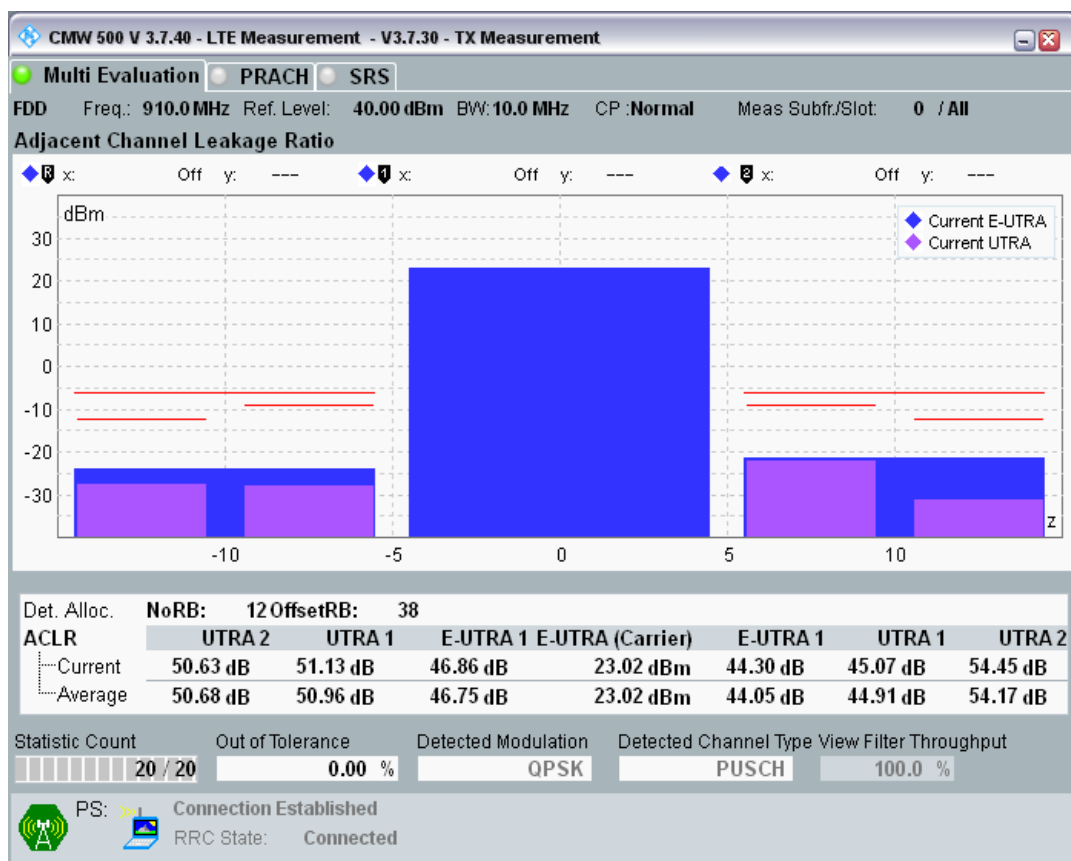 CMW 500 V 3.7.40 - LTE Measurement - V3.7.30 - TX Measurement
Multi Evaluation PRACH SRS
FDD Freq.: 910.0 MHz Ref. Level: 40.00 dBm BW: 10.0 MHz CP :Normal Meas Subfr./Slot: 0 / All
Adjacent Channel Leakage Ratio
R x: Off y: --- 1 x: Off y: --- 2 x: Off y: ---
dBm
Current E-UTRA
Current UTRA
30
20
10
0
-10
-20
-30
z
-10 -5 0 5 10
Det. Alloc. NoRB: 12 OffsetRB: 38
ACLR UTRA 2 UTRA 1 E-UTRA 1 E-UTRA (Carrier) E-UTRA 1 UTRA 1 UTRA 2
Current 50.63 dB 51.13 dB 46.86 dB 23.02 dBm 44.30 dB 45.07 dB 54.45 dB
Average 50.68 dB 50.96 dB 46.75 dB 23.02 dBm 44.05 dB 44.91 dB 54.17 dB
Statistic Count Out of Tolerance Detected Modulation Detected Channel Type View Filter Throughput
20 / 20 0.00 % QPSK PUSCH 100.0 %
PS: Connection Established
RRC State: Connected